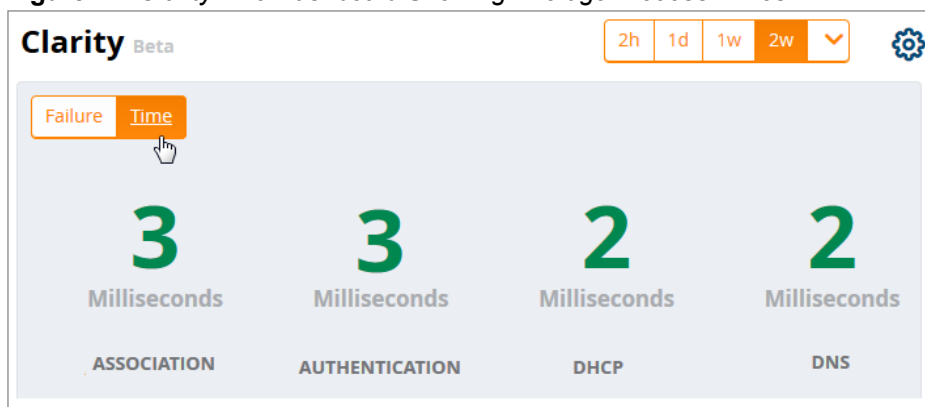 Clarity Beta
2h 1d 1w 2w
Failure Time
3 3 2 2
Milliseconds Milliseconds Milliseconds Milliseconds
ASSOCIATION AUTHENTICATION DHCP DNS